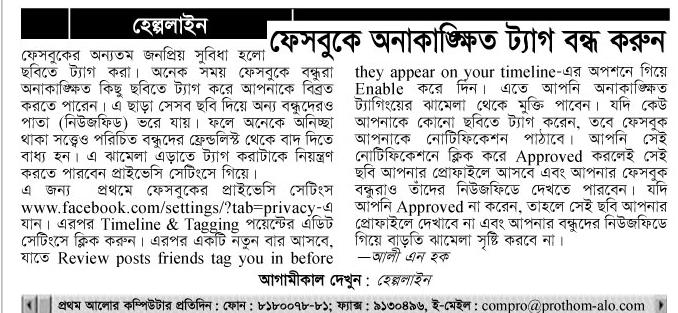 হেল্পলাইন
ফেসবুকে অনাকাঙ্ক্ষিত ট্যাগ বন্ধ করুন
ফেসবুকের অন্যতম জনপ্রিয় সুবিধা হলো
ছবিতে ট্যাগ করা। অনেক সময় ফেসবুকে বন্ধুরা
অনাকাঙ্ক্ষিত কিছু ছবিতে ট্যাগ করে আপনাকে বিব্রত
করতে পারেন। এ ছাড়া সেসব ছবি দিয়ে অন্য বন্ধুদেরও
পাতা (নিউজফিড) ভরে যায়। ফলে অনেকে অনিচ্ছা
থাকা সত্ত্বেও পরিচিত বন্ধুদের ফ্রেন্ডলিস্ট থেকে বাদ দিতে
বাধ্য হন। এ ঝামেলা এড়াতে ট্যাগ করাটাকে নিয়ন্ত্রণ
করতে পারবেন প্রাইভেসি সেটিংসে গিয়ে।
এ জন্য প্রথমে ফেসবুকের প্রাইভেসি সেটিংস
www.facebook.com/settings/?tab=privacy-এ
যান। এরপর Timeline & Tagging পয়েন্টের এডিট
সেটিংসে ক্লিক করুন। এরপর একটি নতুন বার আসবে,
যাতে Review posts friends tag you in before
they appear on your timeline-এর অপশনে গিয়ে
Enable করে দিন। এতে আপনি অনাকাঙ্ক্ষিত
ট্যাগিংয়ের ঝামেলা থেকে মুক্তি পাবেন। যদি কেউ
আপনাকে কোনো ছবিতে ট্যাগ করেন, তবে ফেসবুক
আপনাকে নোটিফিকেশন পাঠাবে। আপনি সেই
নোটিফিকেশনে ক্লিক করে Approved করলেই সেই
ছবি আপনার প্রোফাইলে আসবে এবং আপনার ফেসবুক
বন্ধুরাও তাঁদের নিউজফিডে দেখতে পারবেন। যদি
আপনি Approved না করেন, তাহলে সেই ছবি আপনার
প্রোফাইলে দেখাবে না এবং আপনার বন্ধুদের নিউজফিডে
গিয়ে বাড়তি ঝামেলা সৃষ্টি করবে না।
—আলী এন হক
আগামীকাল দেখুন : হেল্পলাইন
প্রথম আলোর কম্পিউটার প্রতিদিন : ফোন : ৮১৮০০৭৮-৮১; ফ্যাক্স : ৯১৩০৪৯৬, ই-মেইল : compro@prothom-alo.com